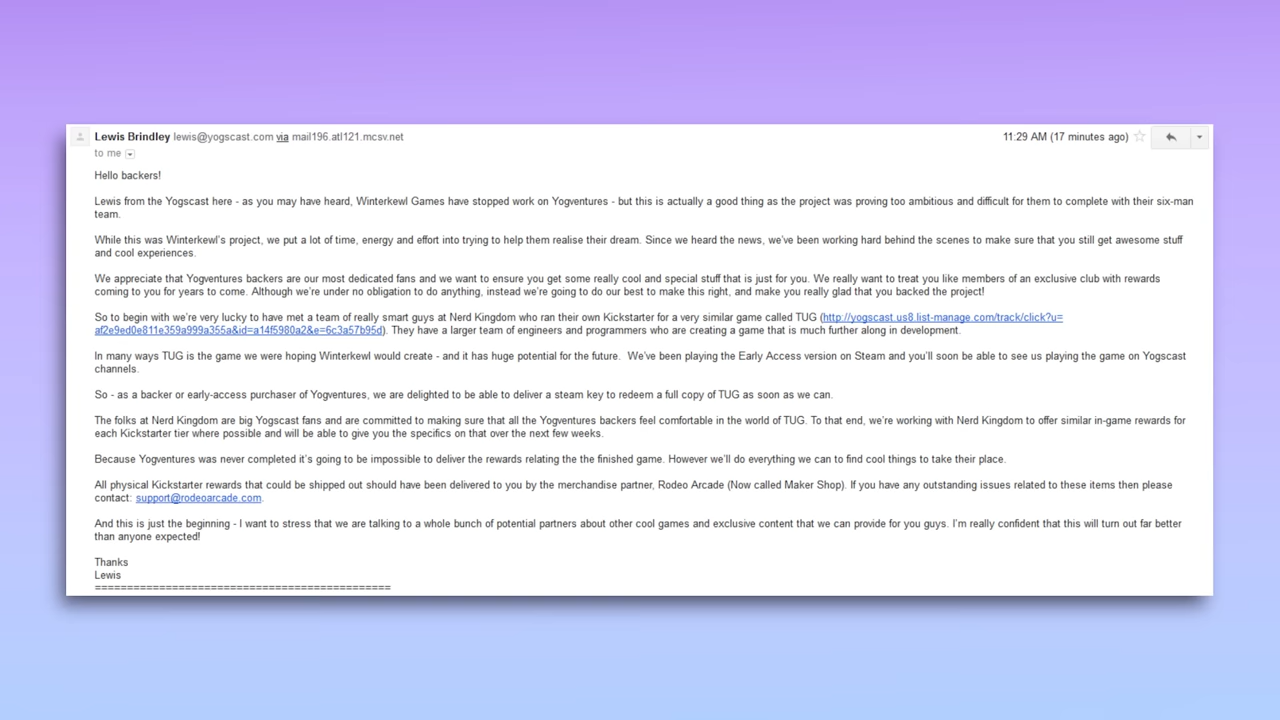 Lewis Brindley lewis@yogscast.com via mail196.atl121.mcsv.net 11:29 AM (17 minutes ago)
to me
Hello backers!
Lewis from the Yogscast here - as you may have heard, Winterkewl Games have stopped work on Yogventures - but this is actually a good thing as the project was proving too ambitious and difficult for them to complete with their six-man
team.
While this was Winterkewl's project, we put a lot of time, energy and effort into trying to help them realise their dream. Since we heard the news, we've been working hard behind the scenes to make sure that you still get awesome stuff
and cool experiences.
We appreciate that Yogventures backers are our most dedicated fans and we want to ensure you get some really cool and special stuff that is just for you. We really want to treat you like members of an exclusive club with rewards
coming to you for years to come. Although we're under no obligation to do anything, instead we're going to do our best to make this right, and make you really glad that you backed the project!
So to begin with we're very lucky to have met a team of really smart guys at Nerd Kingdom who ran their own Kickstarter for a very similar game called TUG (http://yogscast.us8.list-manage.com/track/click?u=
af2e9ed0e811e359a999a355a&id=a14f5980a2&e=6c3a57b95d). They have a larger team of engineers and programmers who are creating a game that is much further along in development.
In many ways TUG is the game we were hoping Winterkewl would create - and it has huge potential for the future. We've been playing the Early Access version on Steam and you'll soon be able to see us playing the game on Yogscast
channels.
So - as a backer or early-access purchaser of Yogventures, we are delighted to be able to deliver a steam key to redeem a full copy of TUG as soon as we can.
The folks at Nerd Kingdom are big Yogscast fans and are committed to making sure that all the Yogventures backers feel comfortable in the world of TUG. To that end, we're working with Nerd Kingdom to offer similar in-game rewards for
each Kickstarter tier where possible and will be able to give you the specifics on that over the next few weeks.
Because Yogventures was never completed it's going to be impossible to deliver the rewards relating the the finished game. However we'll do everything we can to find cool things to take their place.
All physical Kickstarter rewards that could be shipped out should have been delivered to you by the merchandise partner, Rodeo Arcade (Now called Maker Shop). If you have any outstanding issues related to these items then please
contact: support@rodeoarcade.com.
And this is just the beginning - I want to stress that we are talking to a whole bunch of potential partners about other cool games and exclusive content that we can provide for you guys. I'm really confident that this will turn out far better
than anyone expected!
Thanks
Lewis
==============================================